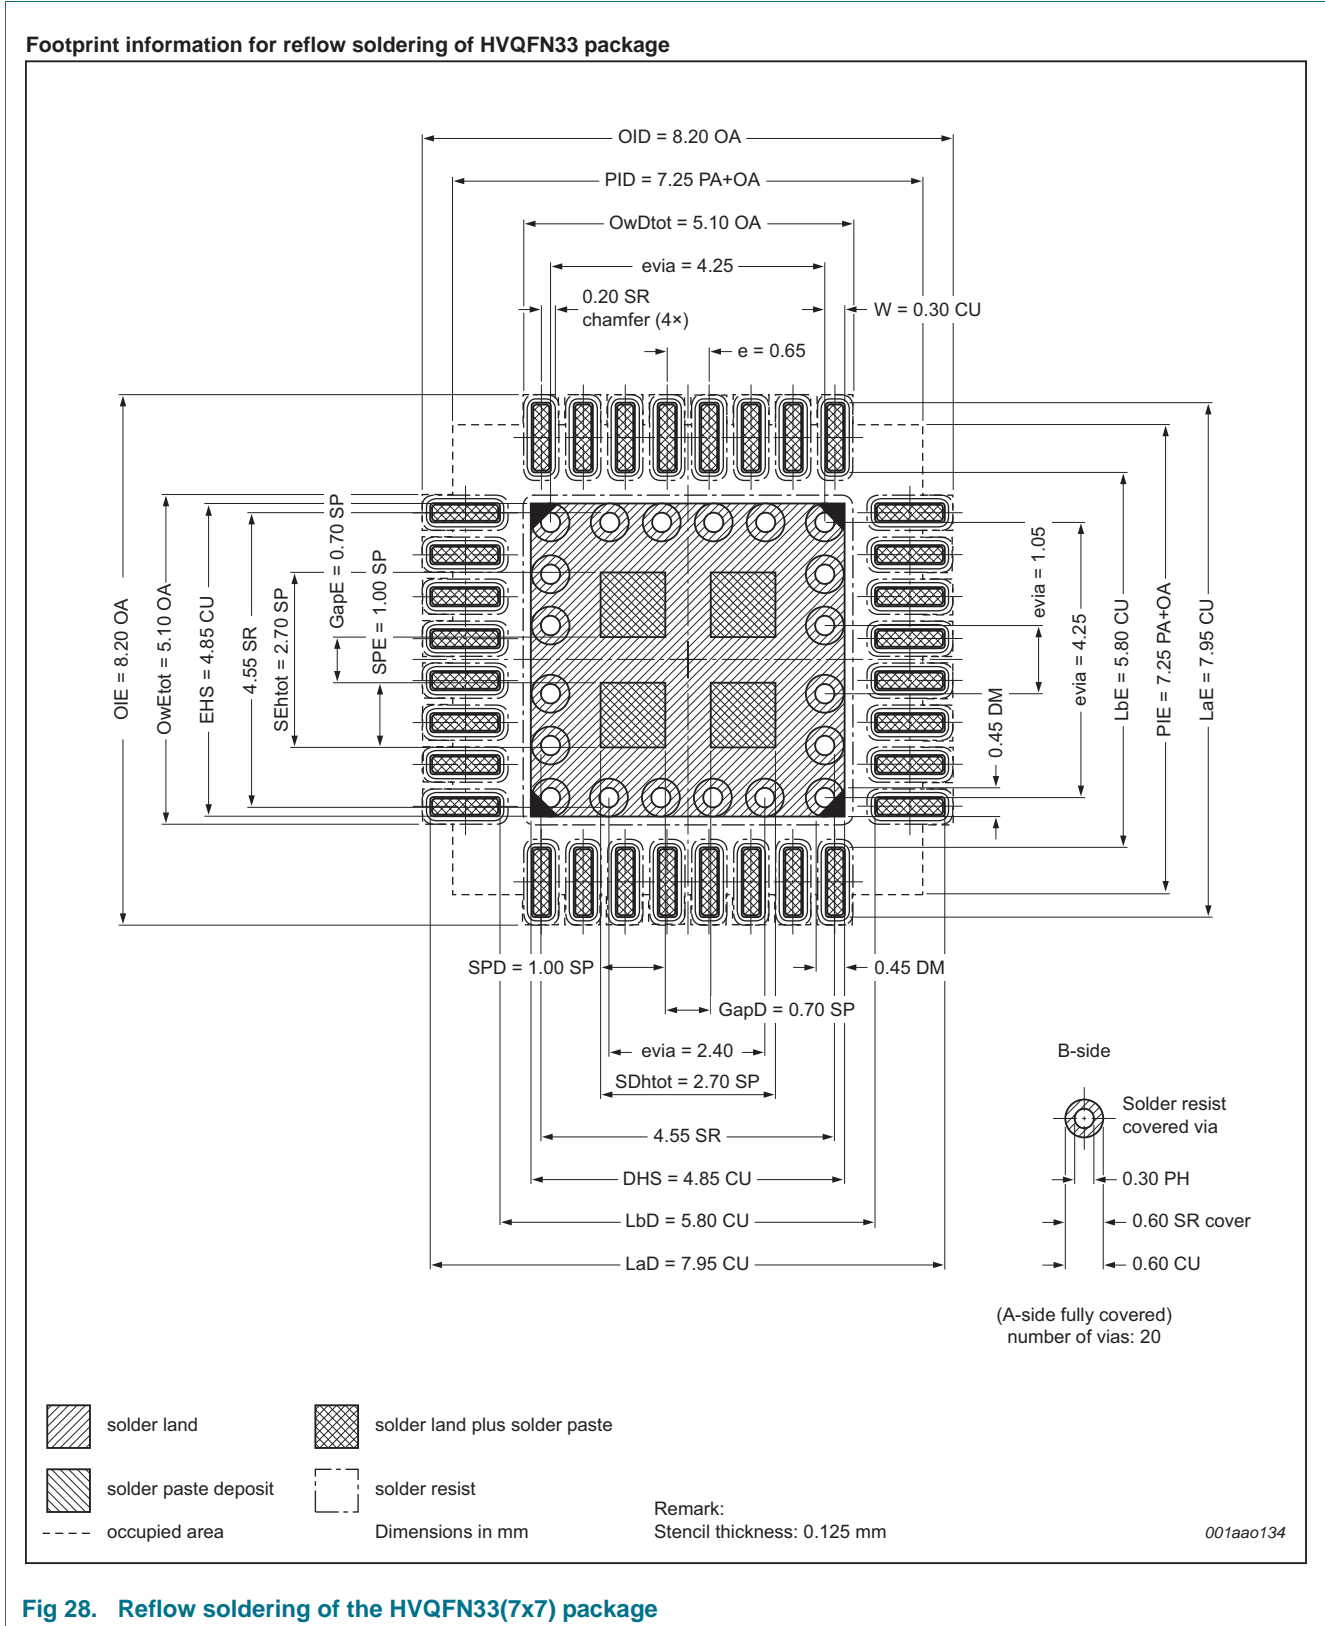 Footprint information for reflow soldering of HVQFN33 package
OID = 8.20 OA
PID = 7.25 PA+OA
OwDtot = 5.10 OA
evia = 4.25
0.20 SR
chamfer (4×)
W = 0.30 CU
e = 0.65
OIE = 8.20 OA
OwEtot = 5.10 OA
EHS = 4.85 CU
4.55 SR
SEhtot = 2.70 SP
GapE = 0.70 SP
SPE = 1.00 SP
evia = 1.05
0.45 DM
evia = 4.25
LbE = 5.80 CU
PIE = 7.25 PA+OA
LaE = 7.95 CU
SPD = 1.00 SP
0.45 DM
GapD = 0.70 SP
evia = 2.40
SDhtot = 2.70 SP
4.55 SR
DHS = 4.85 CU
LbD = 5.80 CU
LaD = 7.95 CU
B-side
Solder resist
covered via
0.30 PH
0.60 SR cover
0.60 CU
(A-side fully covered)
number of vias: 20
solder land
solder land plus solder paste
solder paste deposit
solder resist
occupied area
Dimensions in mm
Remark:
Stencil thickness: 0.125 mm
001aao134
Fig 28. Reflow soldering of the HVQFN33(7x7) package